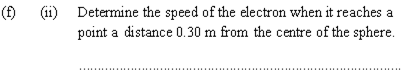 (f) (ii) Determine the speed of the electron when it reaches a
point a distance 0.30 m from the centre of the sphere.